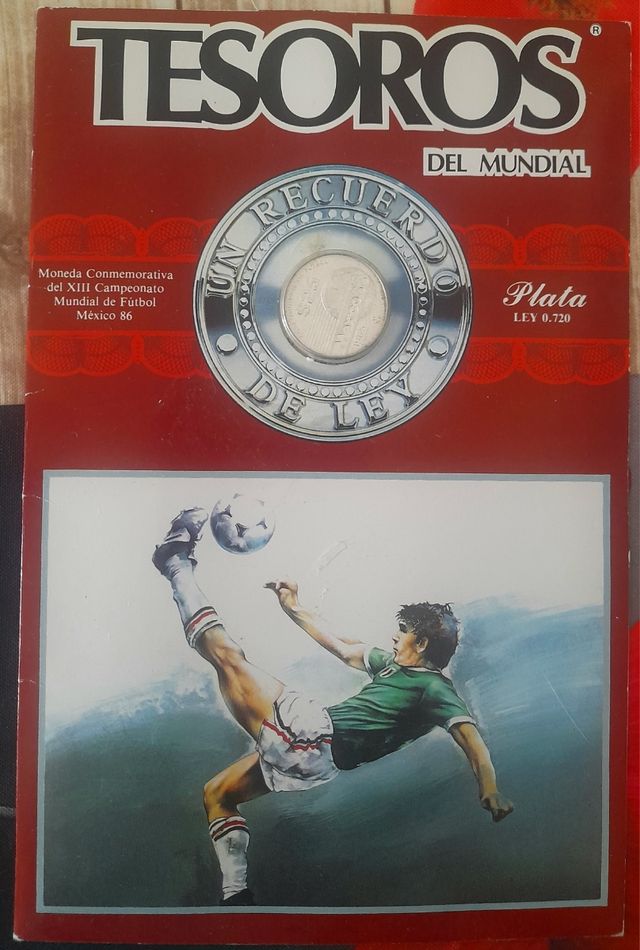 TESOROS®
DEL MUNDIAL
UN RECUERDO
DE LEY
Moneda Conmemorativa
del XIII Campeonato
Mundial de Fútbol
México 86
Plata
LEY 0.720